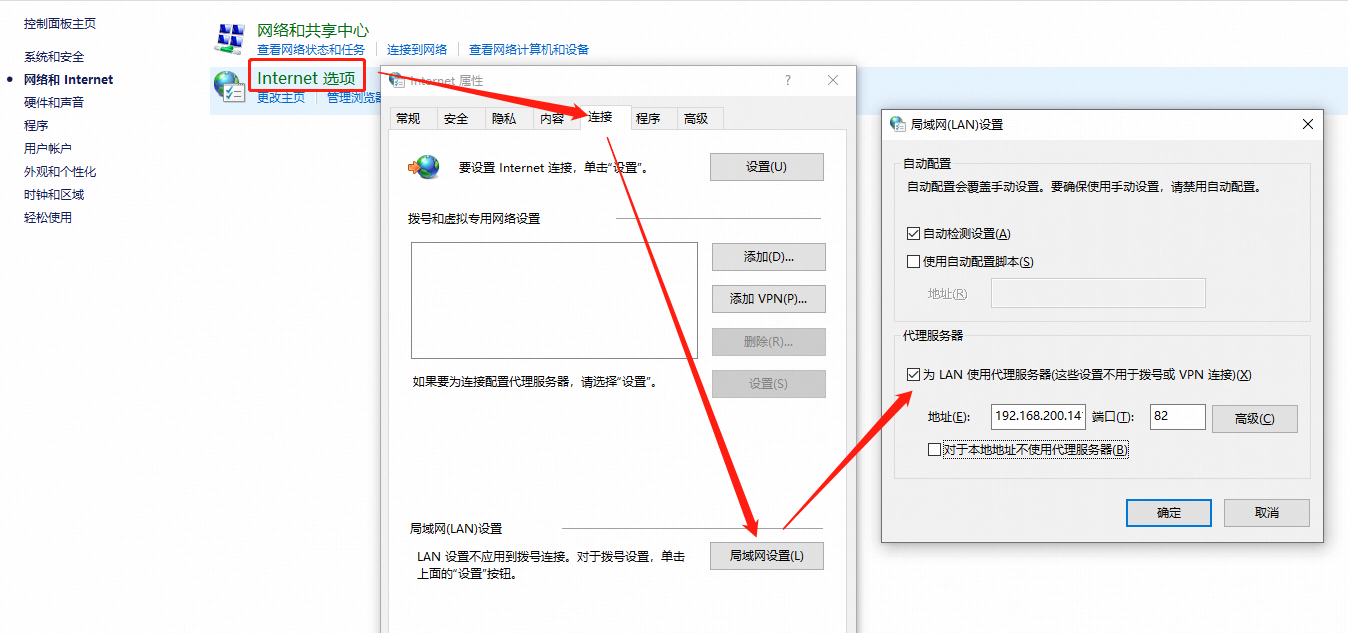 控制面板主页
系统和安全
网络和 Internet
硬件和声音
程序
用户帐户
外观和个性化
时钟和区域
轻松使用
网络和共享中心
查看网络状态和任务 连接到网络 查看网络计算机和设备
Internet 选项
更改主页 管理浏览器
Internet 属性
常规 安全 隐私 内容 连接 程序 高级
要设置 Internet 连接，单击“设置”。
设置(U)
拨号和虚拟专用网络设置
添加(D)...
添加 VPN(P)...
删除(R)...
如果要为连接配置代理服务器，请选择“设置”。
设置(S)
局域网(LAN)设置
LAN 设置不应用到拨号连接。对于拨号设置，单击
上面的“设置”按钮。
局域网设置(L)
局域网(LAN)设置
自动配置
自动配置会覆盖手动设置。要确保使用手动设置，请禁用自动配置。
自动检测设置(A)
使用自动配置脚本(S)
地址(R)
代理服务器
为 LAN 使用代理服务器(这些设置不用于拨号或 VPN 连接)(X)
地址(E): 192.168.200.14 端口(T): 82 高级(C)
对于本地地址不使用代理服务器(B)
确定 取消